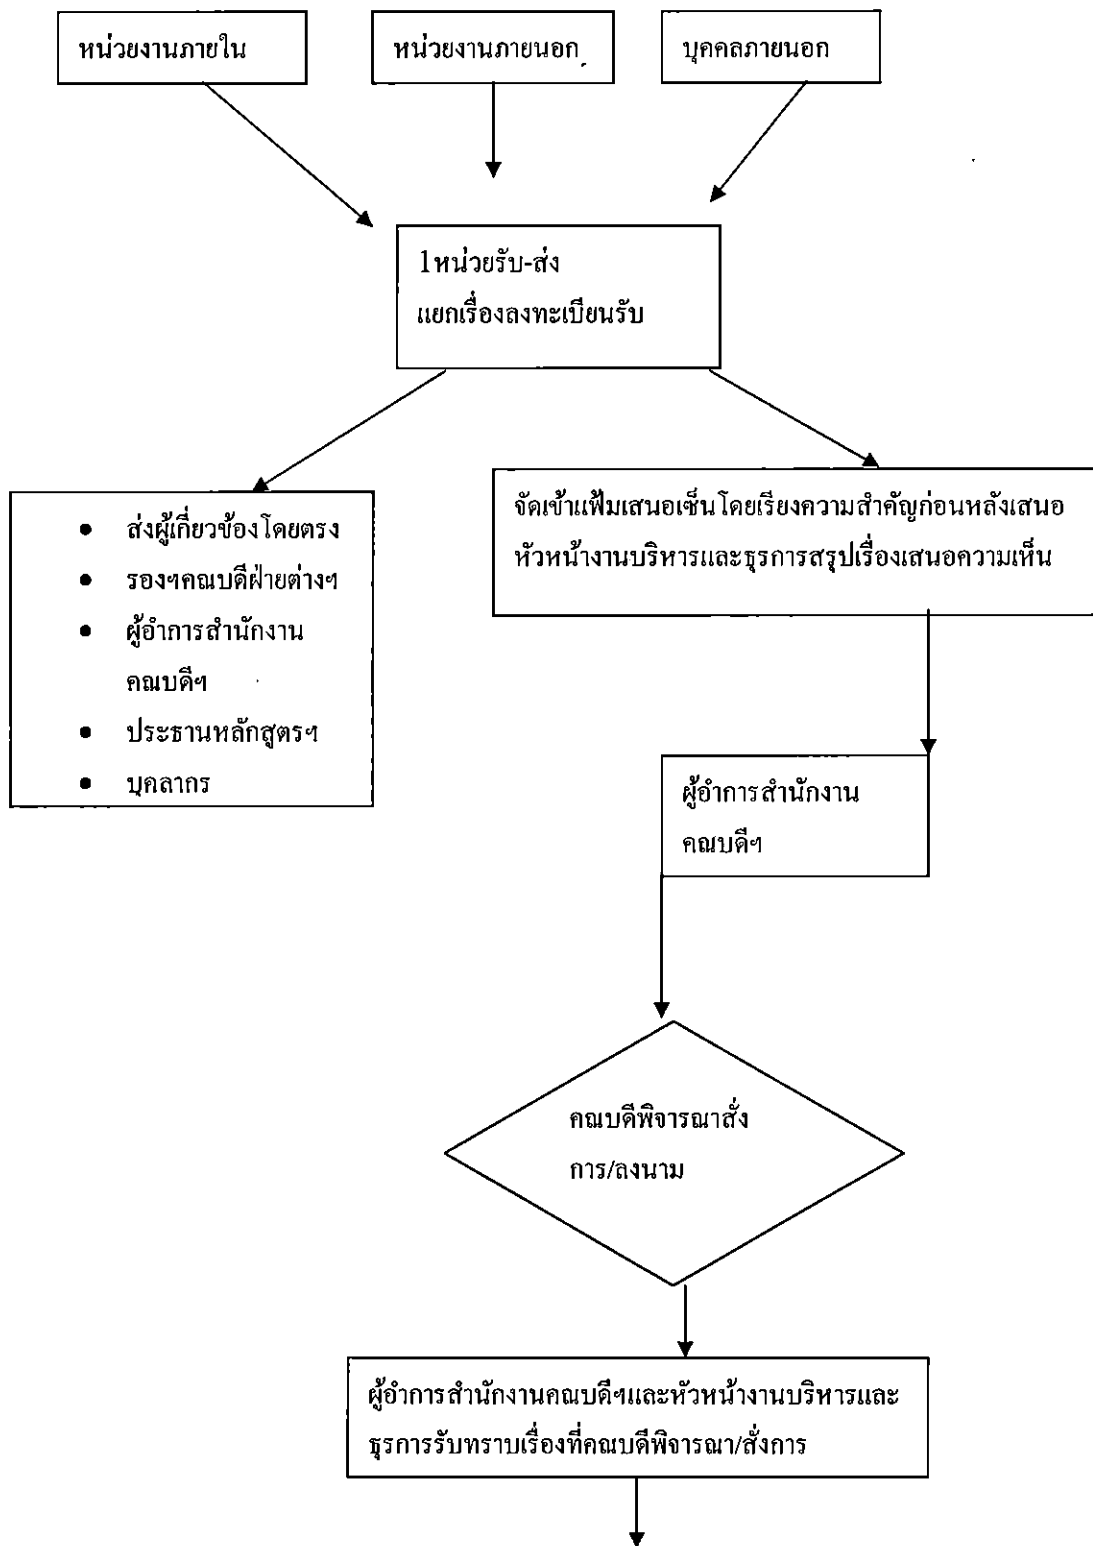 หน่วยงานภายใน
หน่วยงานภายนอก
บุคคลภายนอก
1หน่วยรับ-ส่ง
แยกเรื่องลงทะเบียนรับ
• ส่งผู้เกี่ยวข้องโดยตรง
• รองฯคณบดีฝ่ายต่างๆ
• ผู้อำการสำนักงาน
คณบดีฯ
• ประธานหลักสูตรฯ
• บุคลากร
จัดเข้าแฟ้มเสนอเซ็นโดยเรียงความสำคัญก่อนหลังเสนอ
หัวหน้างานบริหารและธุรการสรุปเรื่องเสนอความเห็น
ผู้อำการสำนักงาน
คณบดีฯ
คณบดีพิจารณาสั่ง
การ/ลงนาม
ผู้อำการสำนักงานคณบดีฯและหัวหน้างานบริหารและ
ธุรการรับทราบเรื่องที่คณบดีพิจารณา/สั่งการ